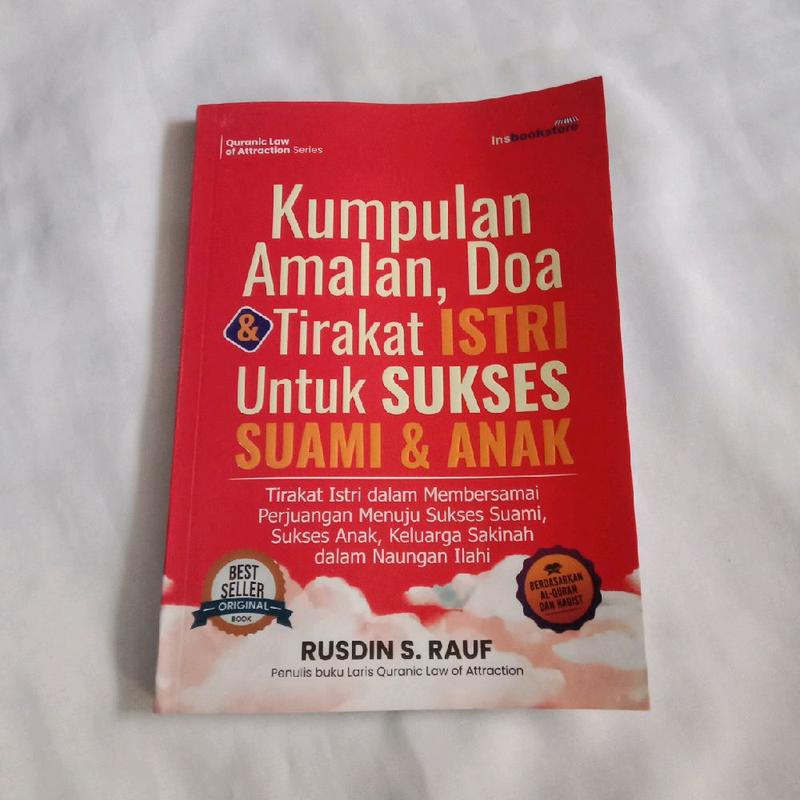 Quranic Law
of Attraction Series
Insbookstore
Kumpulan
Amalan, Doa
& Tirakat ISTRI
Untuk SUKSES
SUAMI & ANAK
Tirakat Istri dalam Membersamai
Perjuangan Menuju Sukses Suami,
Sukses Anak, Keluarga Sakinah
dalam Naungan Ilahi
BEST
SELLER
ORIGINAL
BOOK
BERDASARKAN
AL-QURAN
DAN HADIST
RUSDIN S. RAUF
Penulis buku Laris Quranic Law of Attraction